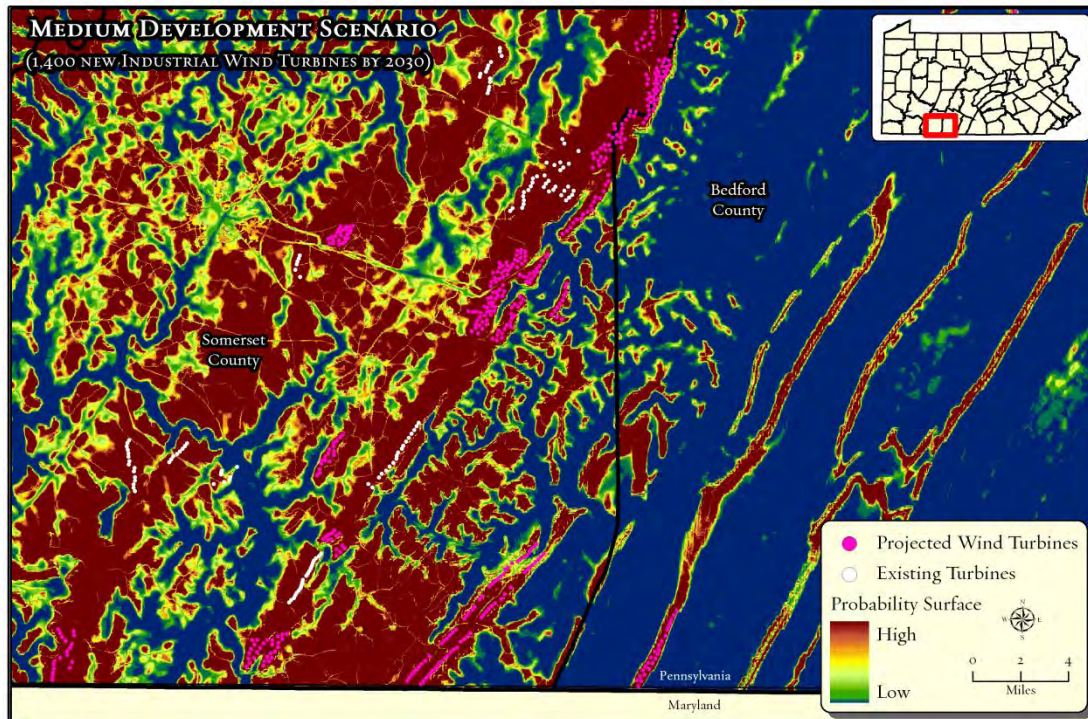 MEDIUM DEVELOPMENT SCENARIO
(1,400 NEW INDUSTRIAL WIND TURBINES BY 2030)
Bedford
County
Somerset
County
Projected Wind Turbines
Existing Turbines
Probability Surface
High
Low
N
W E
S
0 2 4
Miles
Pennsylvania
Maryland